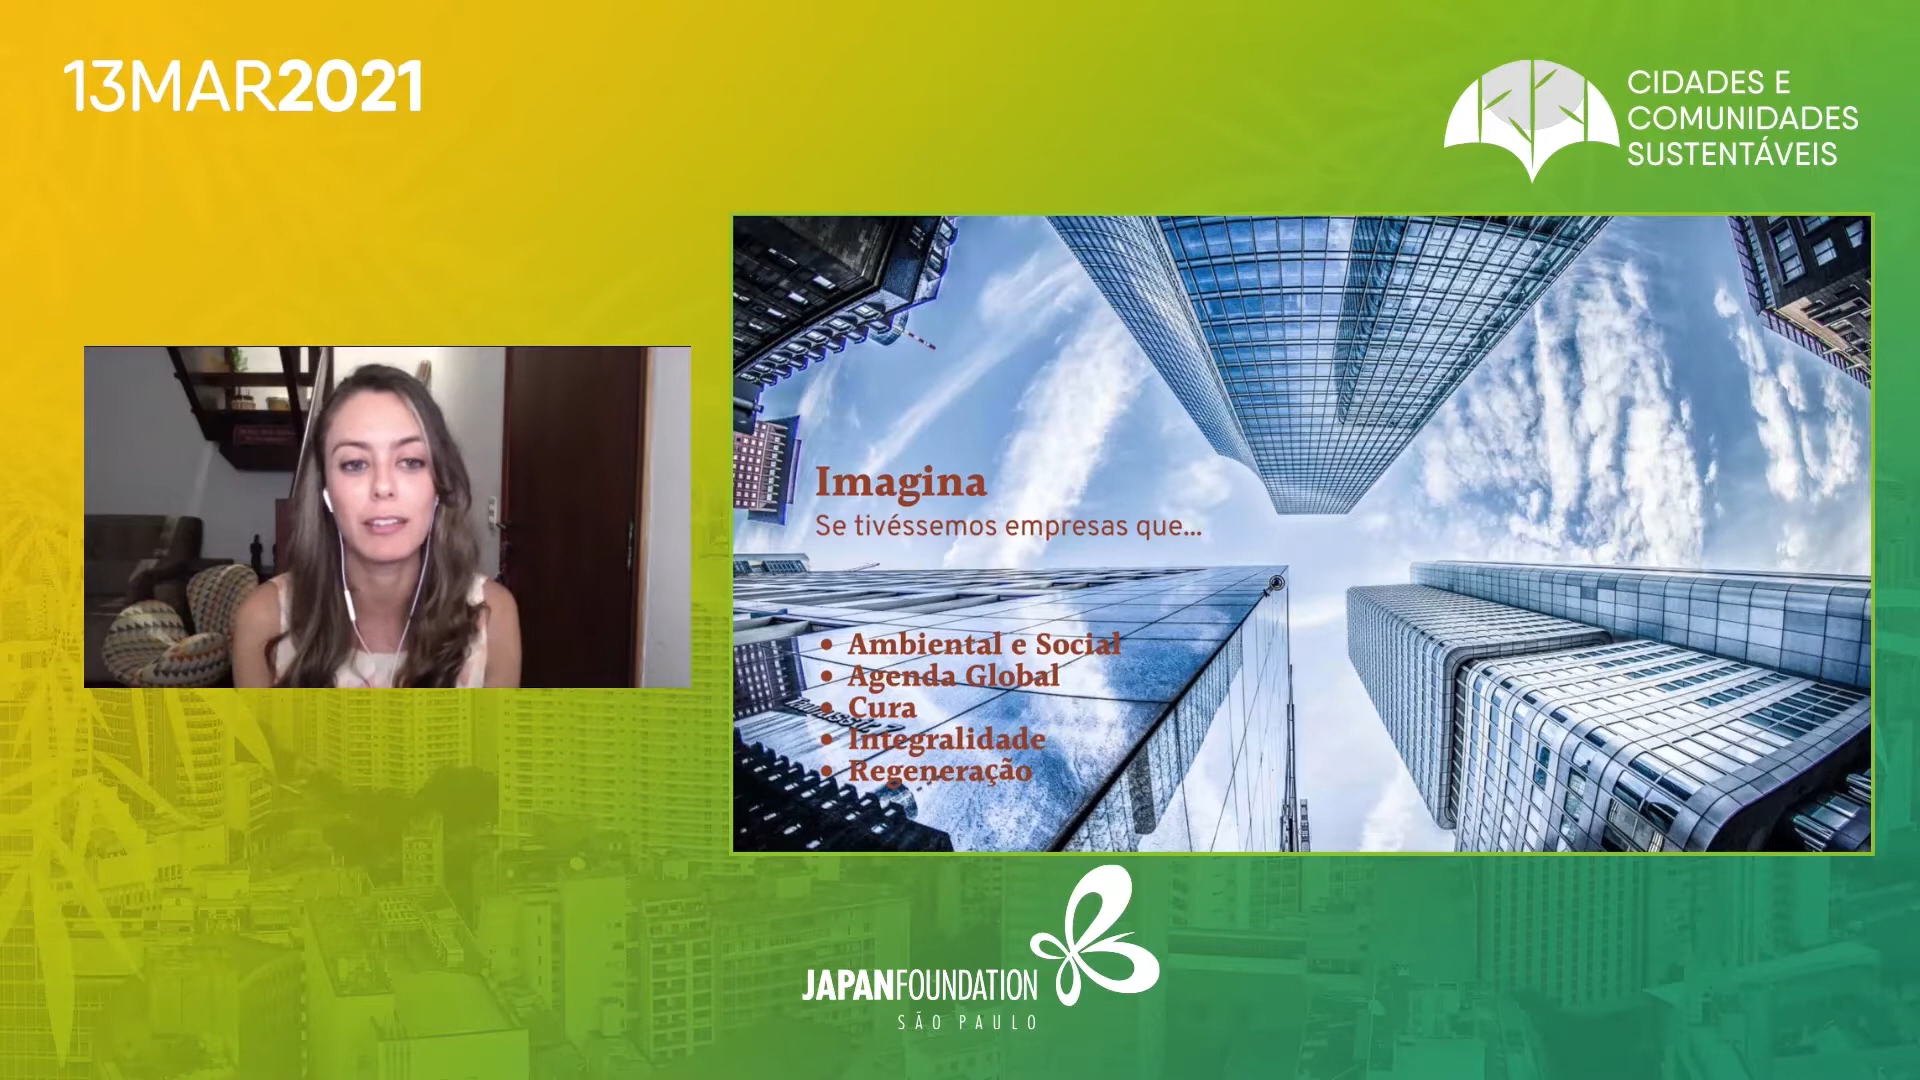 13MAR2021
CIDADES E
COMUNIDADES
SUSTENTÁVEIS
Imagina
Se tivéssemos empresas que...
• Ambiental e Social
• Agenda Global
• Cura
• Integralidade
• Regeneração
JAPANFOUNDATION
SÃO PAULO